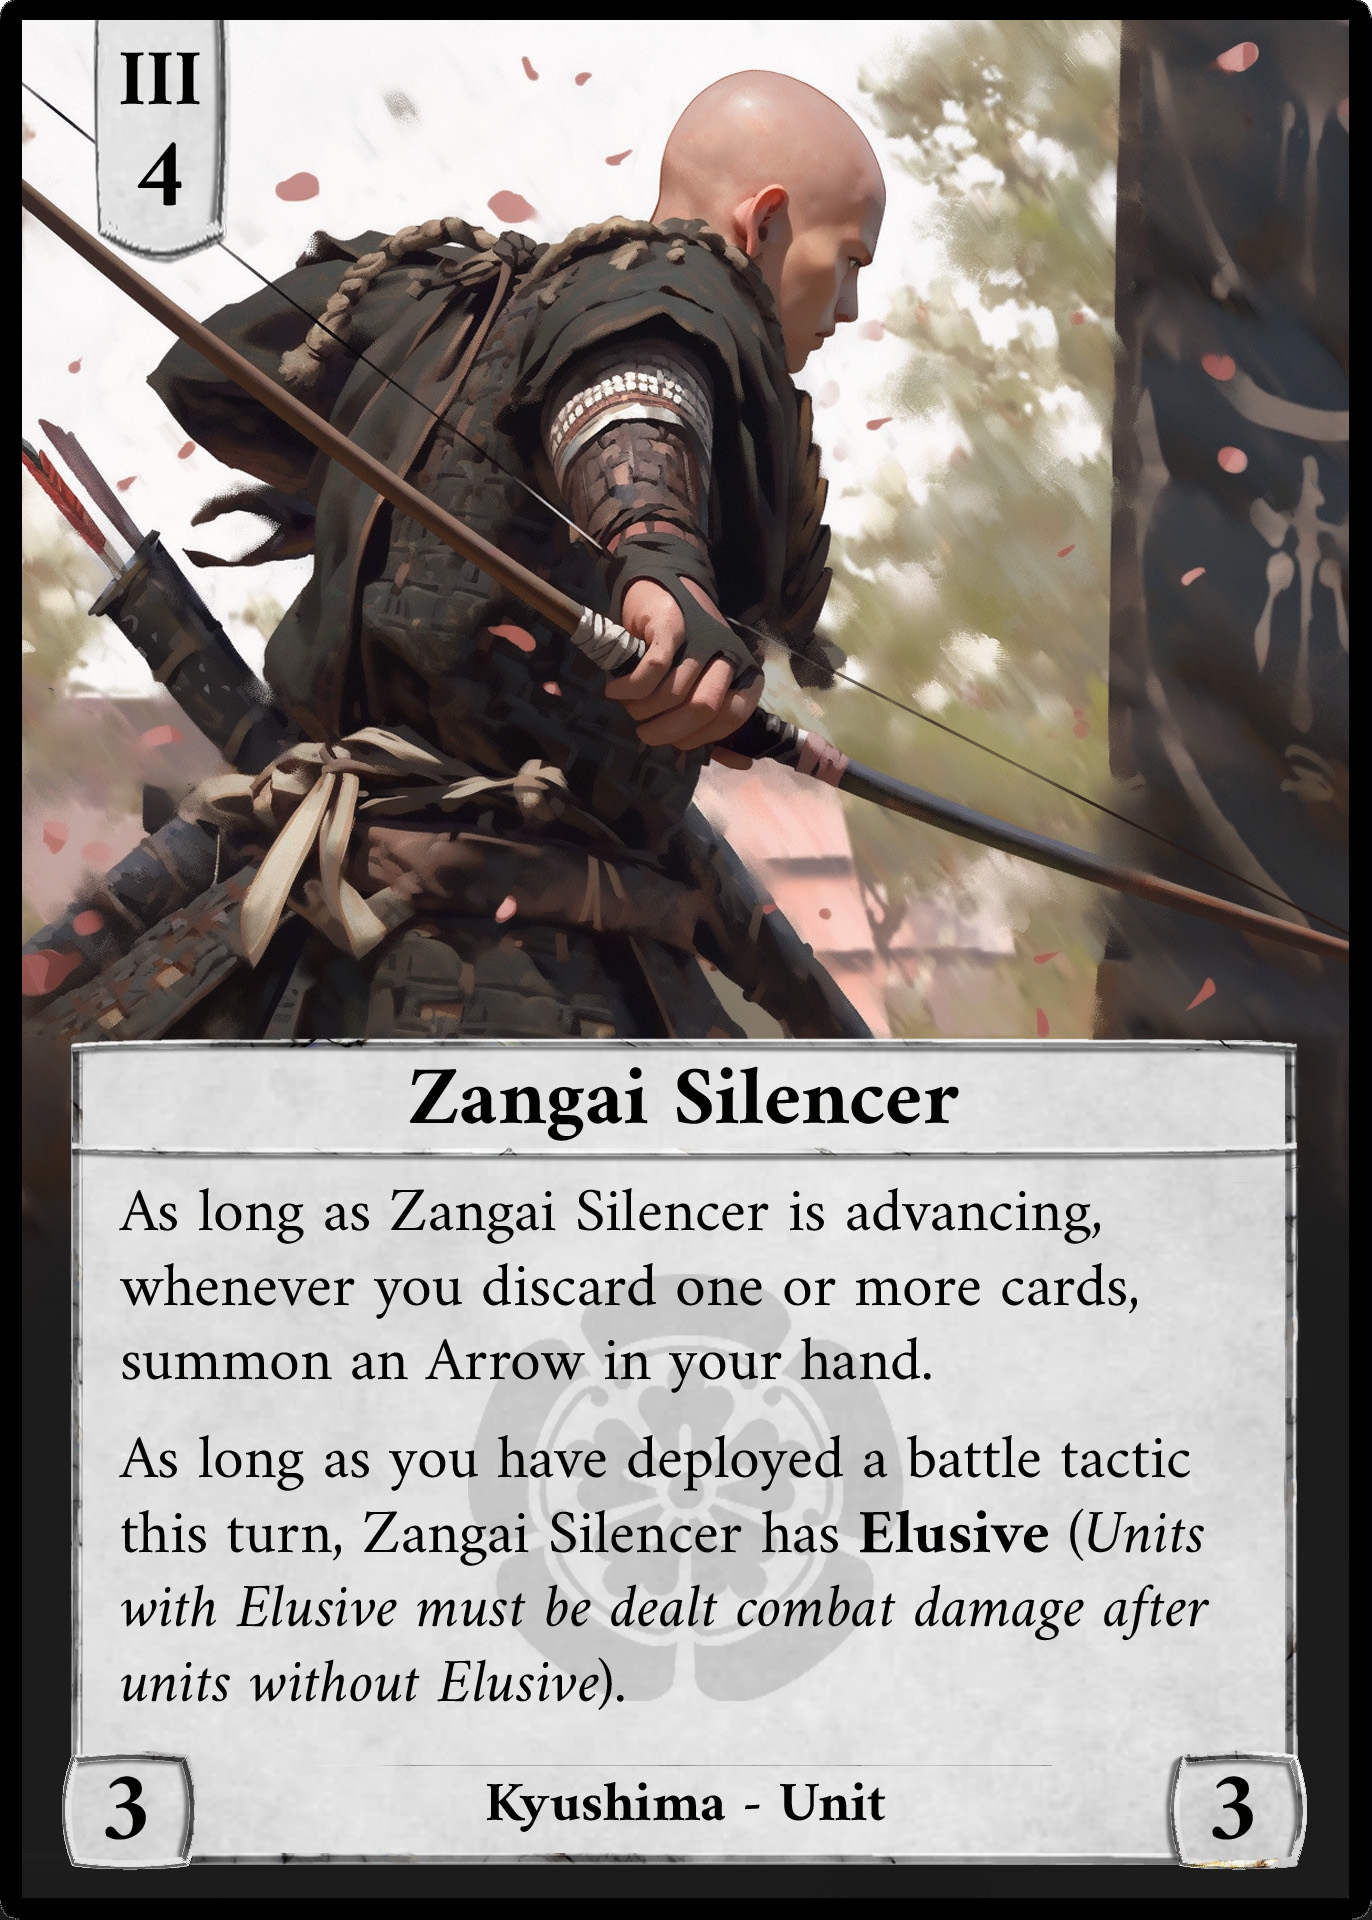 III
4
Zangai Silencer
As long as Zangai Silencer is advancing,
whenever you discard one or more cards,
summon an Arrow in your hand.
As long as you have deployed a battle tactic
this turn, Zangai Silencer has Elusive (Units
with Elusive must be dealt combat damage after
units without Elusive).
3
Kyushima - Unit
3